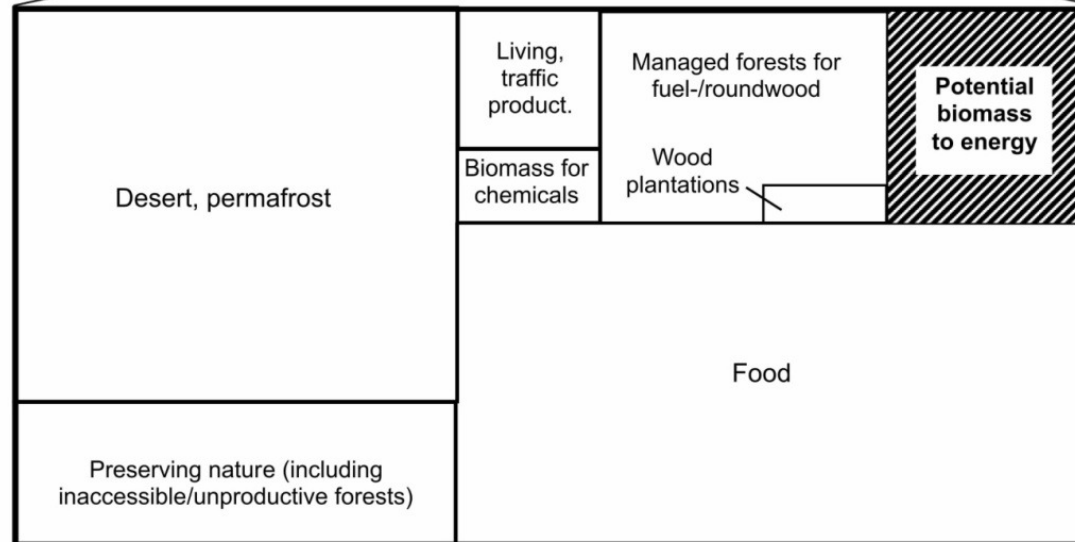 Living,
traffic
product.
Managed forests for
fuel-/roundwood
Potential
biomass
to energy
Desert, permafrost
Biomass for
chemicals
Wood
plantations
Food
Preserving nature (including
inaccessible/unproductive forests)